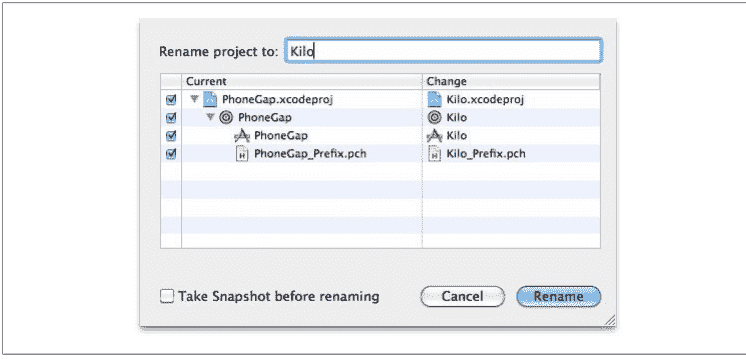 Rename project to: Kilo
Current Change
PhoneGap.xcodeproj Kilo.xcodeproj
PhoneGap Kilo
PhoneGap Kilo
PhoneGap_Prefix.pch Kilo_Prefix.pch
Take Snapshot before renaming Cancel Rename